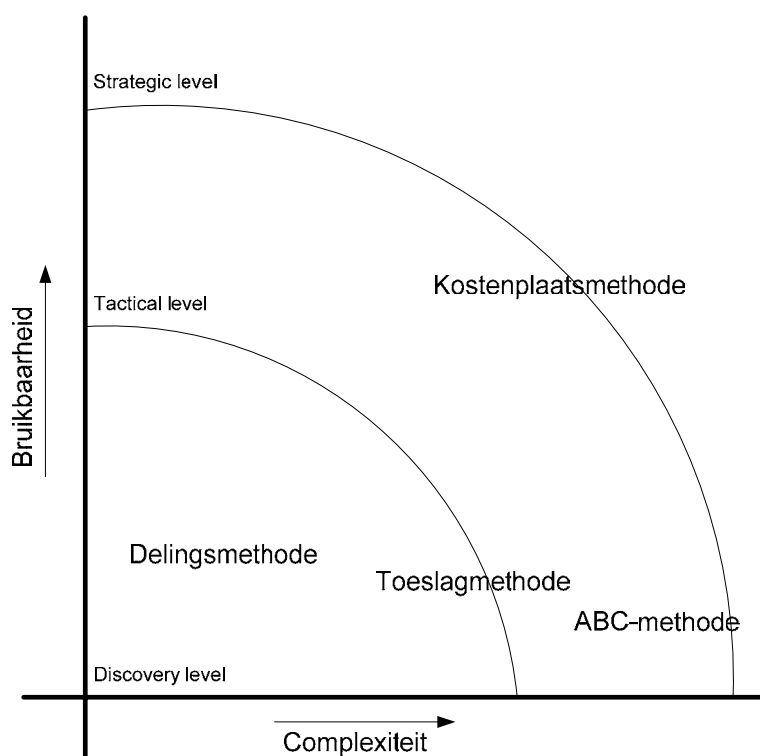 Strategic level
Kostenplaatsmethode
Tactical level
Bruikbaarheid
Delingsmethode
Toeslagmethode
ABC-methode
Discovery level
Complexiteit